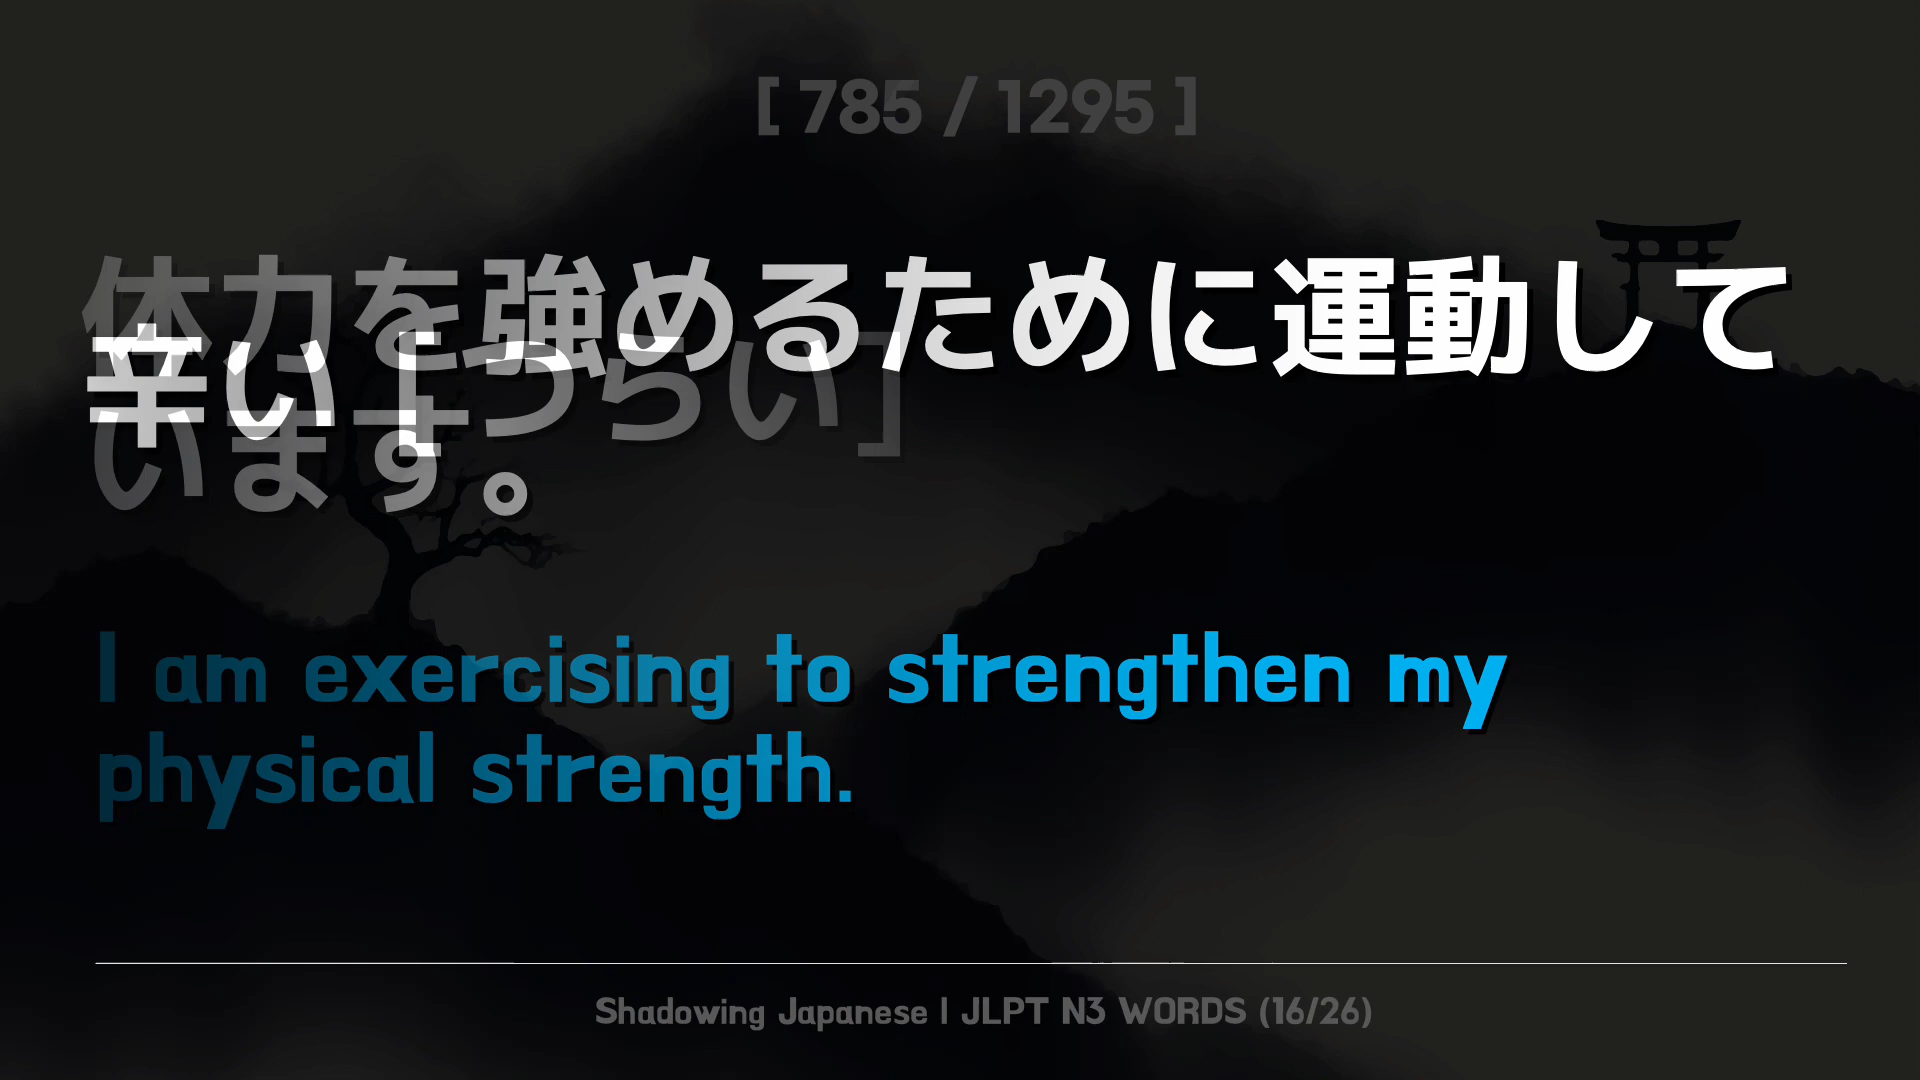 [ 785 / 1295 ]
体力を強めるために運動して
います。
辛い [つらい]
I am exercising to strengthen my
physical strength.
Shadowing Japanese | JLPT N3 WORDS (16/26)